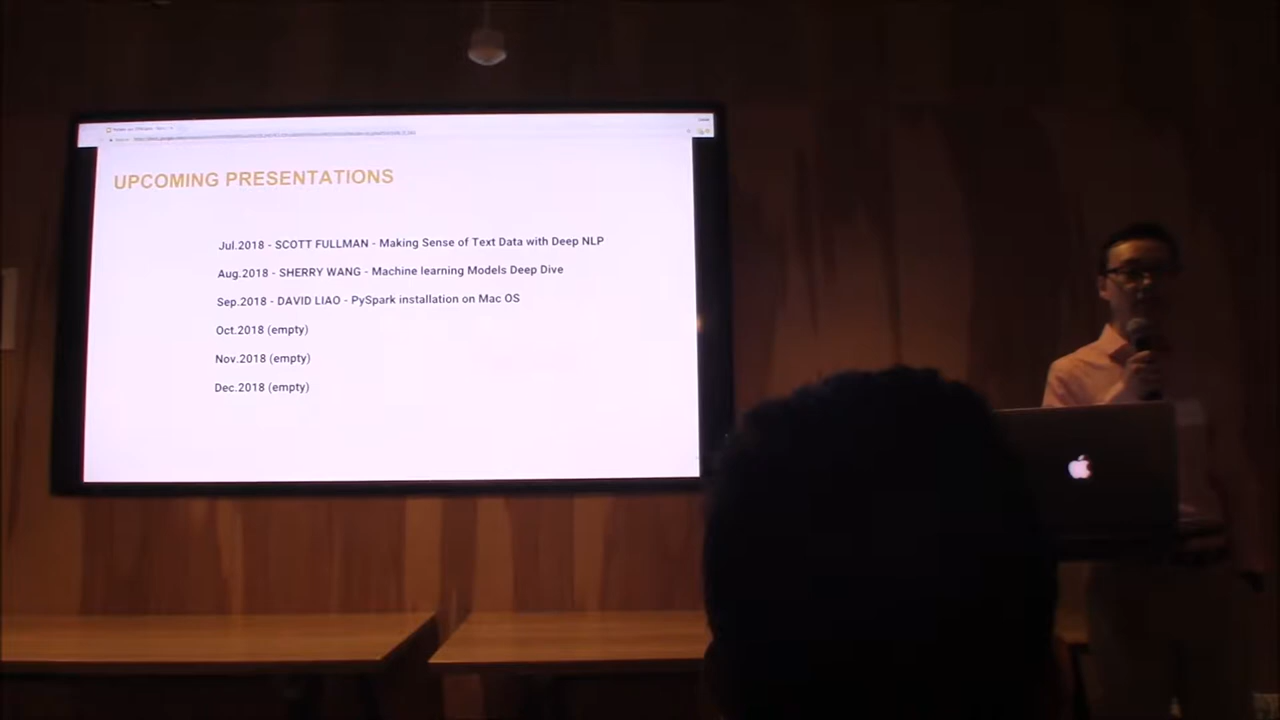 UPCOMING PRESENTATIONS
Jul.2018 - SCOTT FULLMAN - Making Sense of Text Data with Deep NLP
Aug.2018 - SHERRY WANG - Machine learning Models Deep Dive
Sep.2018 - DAVID LIAO - PySpark installation on Mac OS
Oct.2018 (empty)
Nov.2018 (empty)
Dec.2018 (empty)